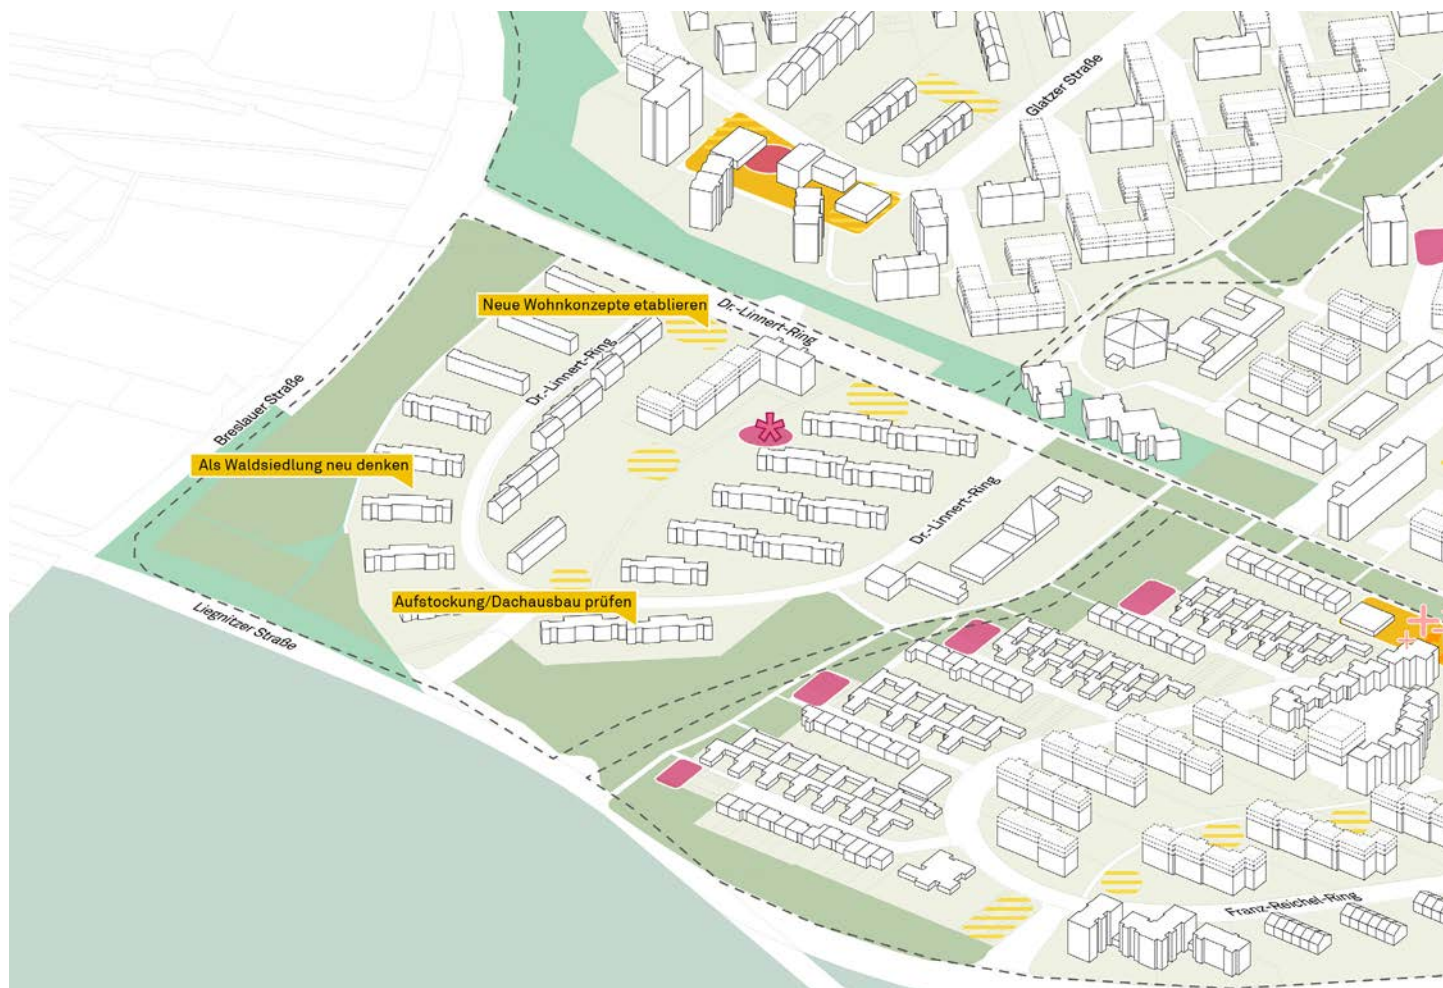 Glatzer Straße
Neue Wohnkonzepte etablieren
Dr.-Linnert-Ring
Dr.-Linnert-Ring
Breslauer Straße
Als Waldsiedlung neu denken
Dr.-Linnert-Ring
Aufstockung/Dachausbau prüfen
Liegnitzer Straße
Franz-Reichel-Ring